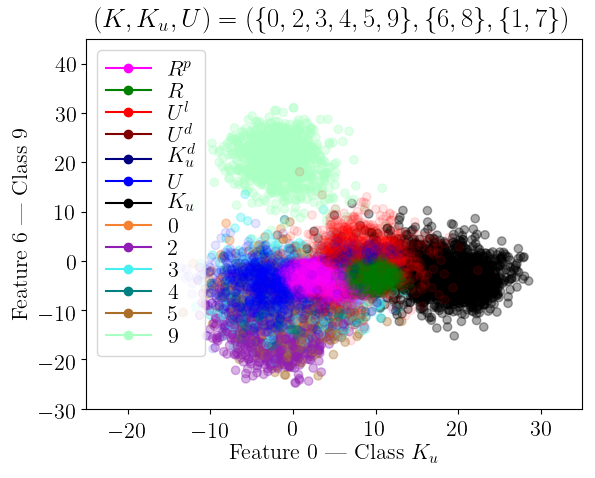 (K, K_u, U) = ({0, 2, 3, 4, 5, 9}, {6, 8}, {1, 7})
Feature 6 — Class 9
40
30
20
10
0
−10
−20
−30
R^p
R
U^l
U^d
K_u^d
U
K_u
0
2
3
4
5
9
−20 −10 0 10 20 30
Feature 0 — Class K_u